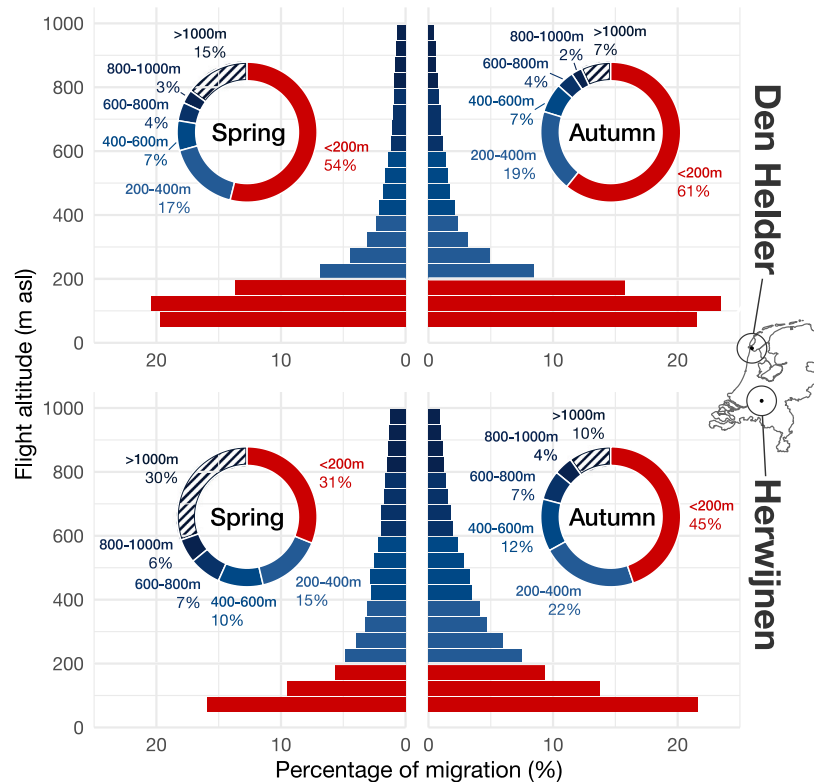 1000
800
600
400
200
0
>1000m
15%
800-1000m
3%
600-800m
4%
400-600m
7%
200-400m
17%
Spring
<200m
54%
20
10
0
>1000m
7%
800-1000m
2%
600-800m
4%
400-600m
7%
200-400m
19%
Autumn
<200m
61%
0
10
20
Den Helder
Flight altitude (m asl)
1000
800
600
400
200
0
>1000m
30%
800-1000m
6%
600-800m
7%
400-600m
10%
200-400m
15%
Spring
<200m
31%
20
10
0
>1000m
10%
800-1000m
4%
600-800m
7%
400-600m
12%
200-400m
22%
Autumn
<200m
45%
0
10
20
Herwijnen
Percentage of migration (%)